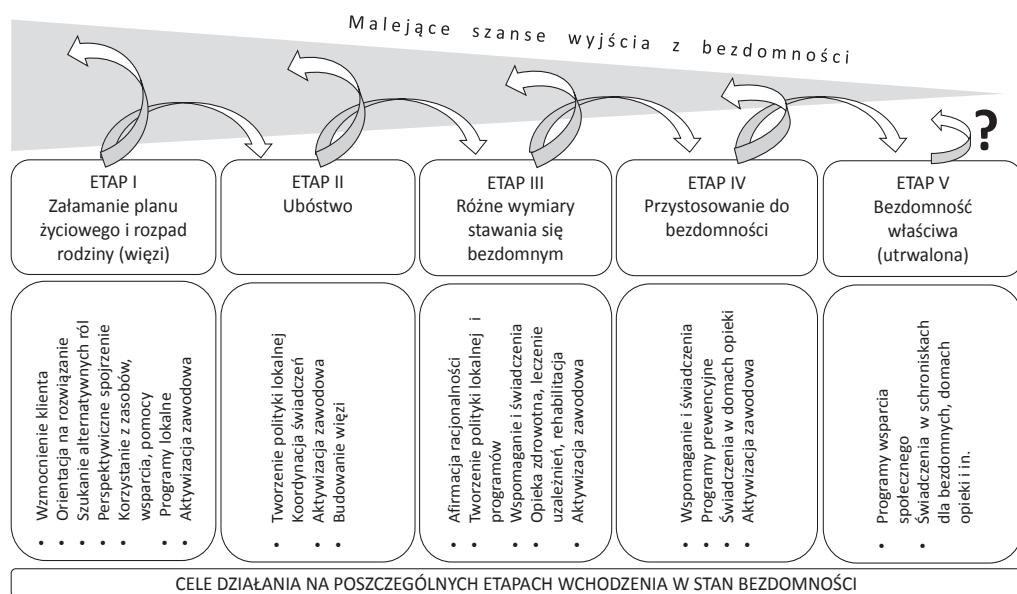 Malejące szanse wyjścia z bezdomności
?
ETAP I
Załamanie planu
życiowego i rozpad
rodziny (więzi)
ETAP II
Ubóstwo
ETAP III
Różne wymiary
stawania się
bezdomnym
ETAP IV
Przystosowanie do
bezdomności
ETAP V
Bezdomność
właściwa
(utrwalona)
• Wzmocnienie klienta
• Orientacja na rozwiązanie
• Szukanie alternatywnych ról
• Perspektywiczne spojrzenie
• Korzystanie z zasobów,
wsparcia, pomocy
• Programy lokalne
• Aktywizacja zawodowa
• Tworzenie polityki lokalnej
• Koordynacja świadczeń
• Aktywizacja zawodowa
• Budowanie więzi
• Afirmacja racjonalności
• Tworzenie polityki lokalnej i
programów
• Wspomaganie i świadczenia
• Opieka zdrowotna, leczenie
uzależnień, rehabilitacja
• Aktywizacja zawodowa
• Wspomaganie i świadczenia
• Programy prewencyjne
• Świadczenia w domach opieki
• Aktywizacja zawodowa
• Programy wsparcia
społecznego
• Świadczenia w schroniskach
dla bezdomnych, domach
opieki i in.
CELE DZIAŁANIA NA POSZCZEGÓLNYCH ETAPACH WCHODZENIA W STAN BEZDOMNOŚCI